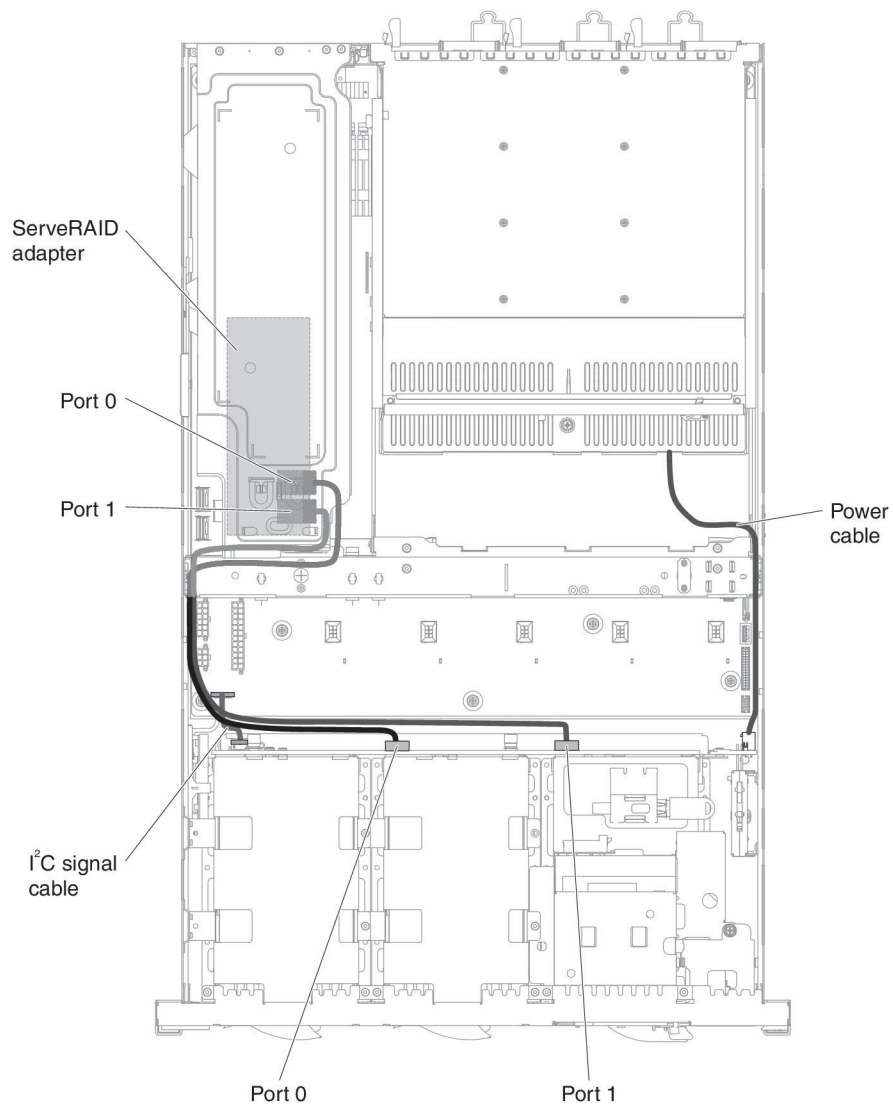 ServeRAID
adapter
Port 0
Port 1
Power
cable
I²C signal
cable
Port 0
Port 1